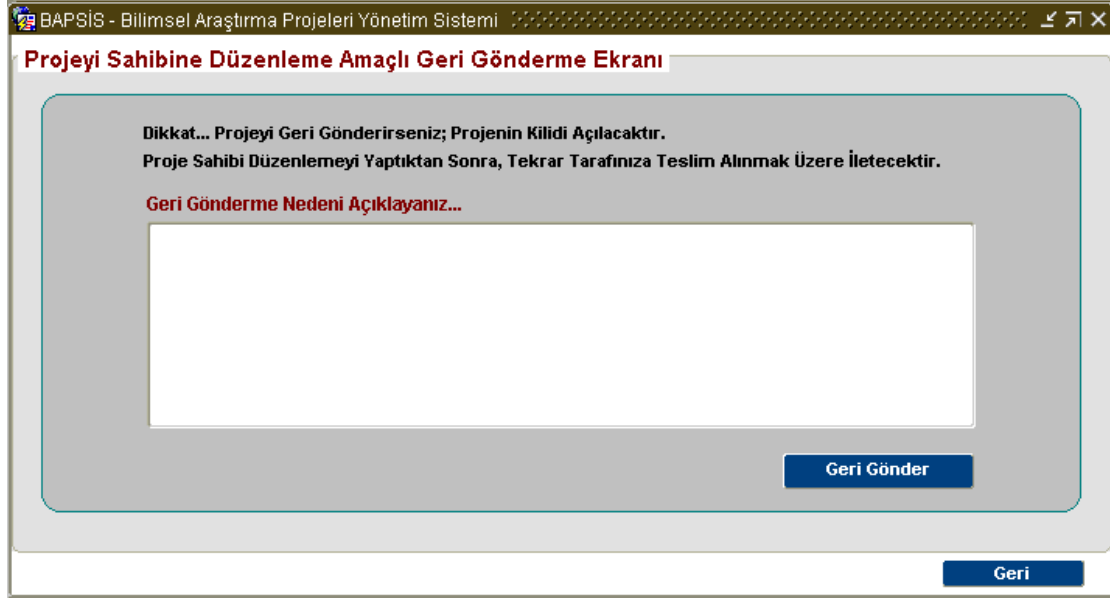 BAPSİS - Bilimsel Araştırma Projeleri Yönetim Sistemi
Projeyi Sahibine Düzenleme Amaçlı Geri Gönderme Ekranı
Dikkat... Projeyi Geri Gönderirseniz; Projenin Kilidi Açılacaktır.
Proje Sahibi Düzenlemeyi Yaptıktan Sonra, Tekrar Tarafınıza Teslim Alınmak Üzere İletecektir.
Geri Gönderme Nedeni Açıklayanız...
Geri Gönder
Geri